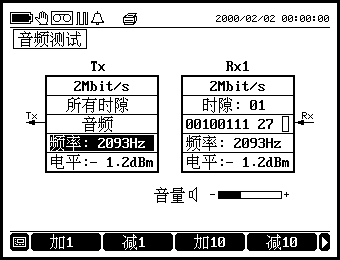 2000/02/02 00:00:00
音频测试
Tx Rx1
2Mbit/s 2Mbit/s
所有时隙 时隙: 01
Tx 音频 00100111 27 Rx
频率: 2093Hz 频率: 2093Hz
电平:- 1.2dBm 电平:- 1.2dBm
音量 - +
加1 减1 加10 减10